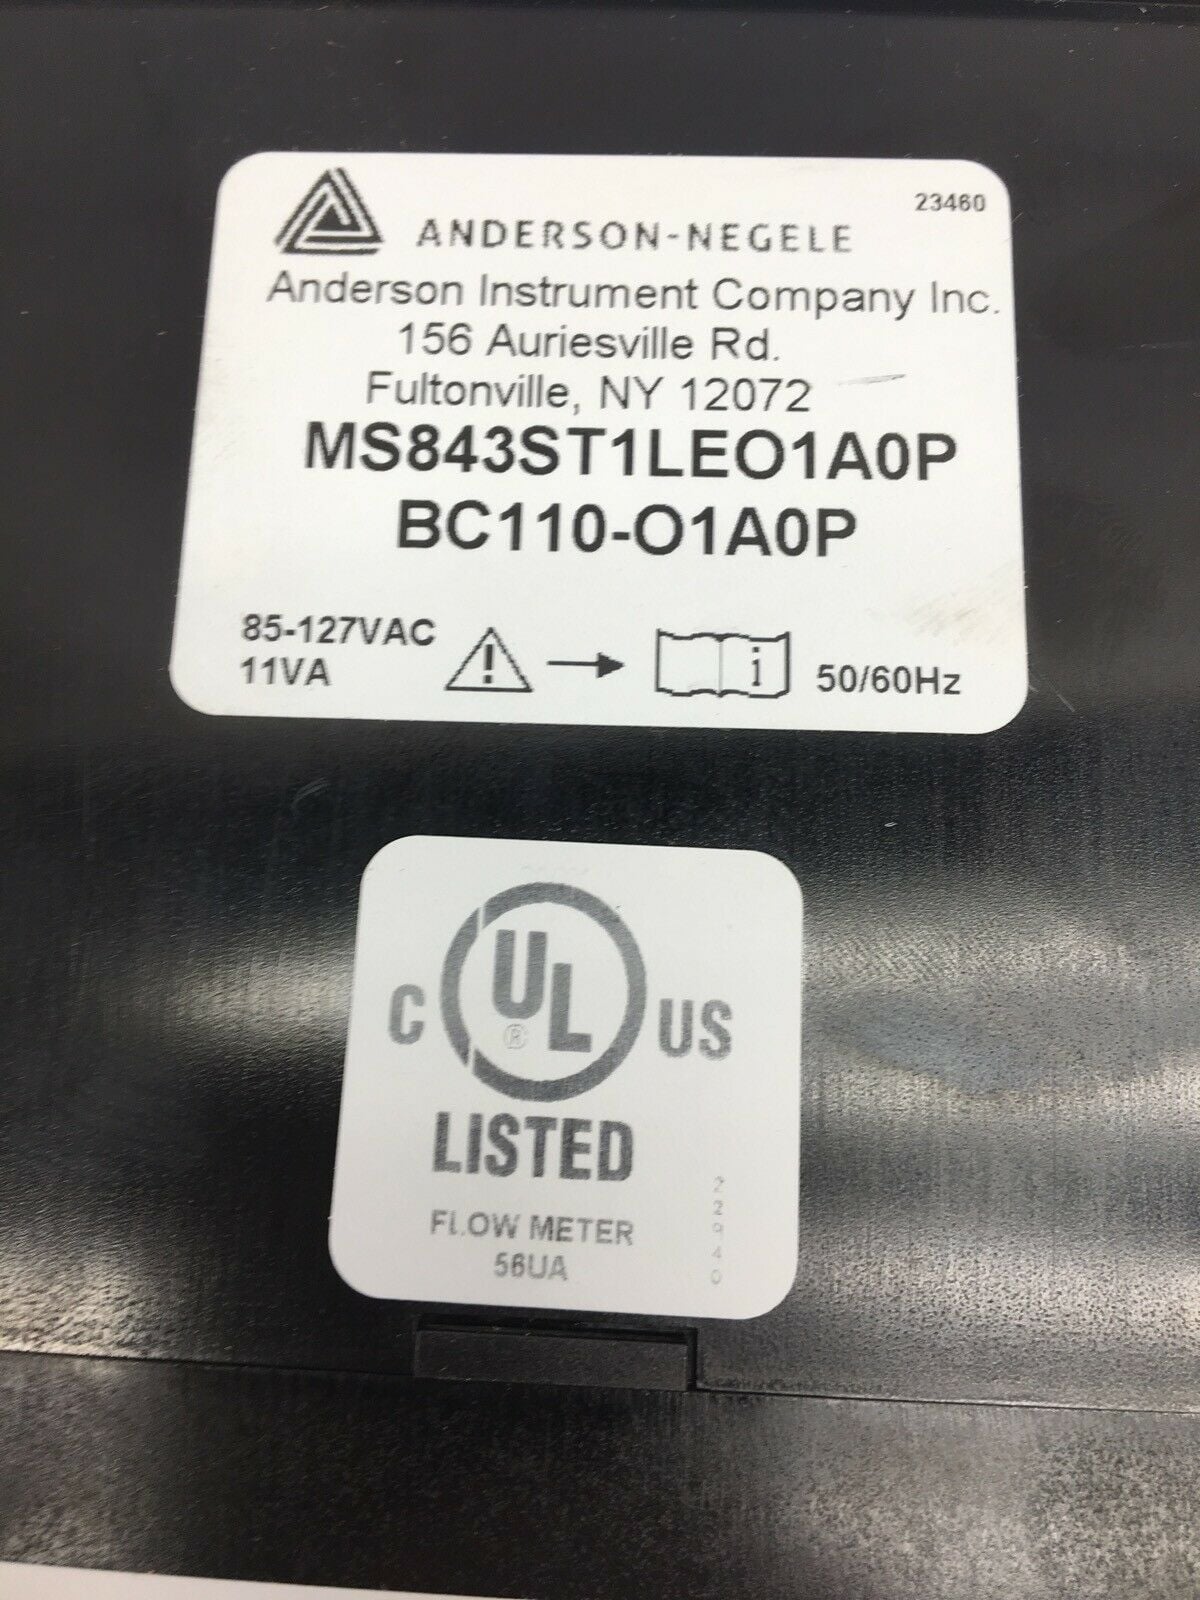 23460
ANDERSON-NEGELE
Anderson Instrument Company Inc.
156 Auriesville Rd.
Fultonville, NY 12072
MS843ST1LEO1A0P
BC110-O1A0P
85-127VAC
11VA
! i 50/60Hz
C UL ® US
LISTED
FLOW METER
56UA
22940